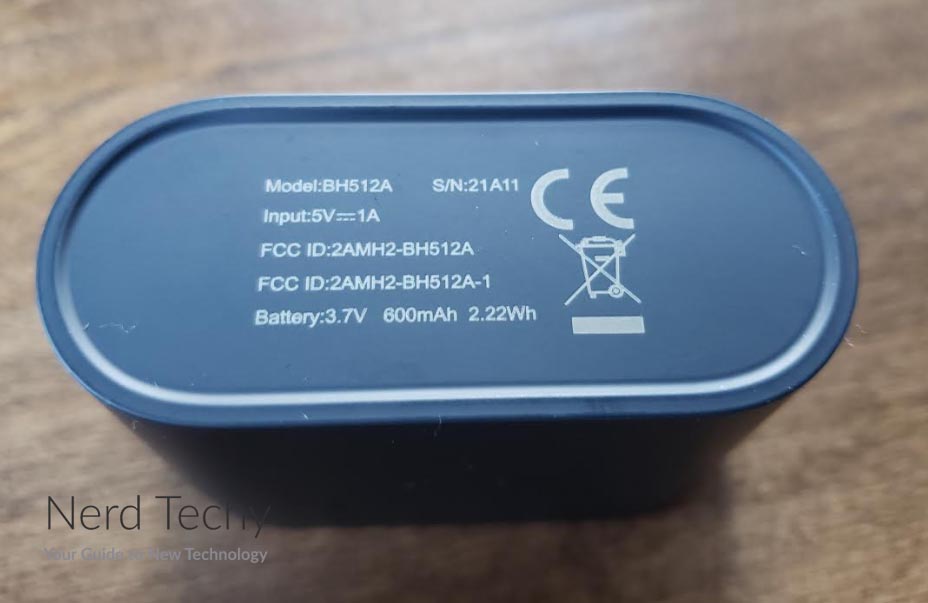 Model:BH512A S/N:21A11
Input:5V⎓1A
FCC ID:2AMH2-BH512A
FCC ID:2AMH2-BH512A-1
Battery:3.7V 600mAh 2.22Wh
CE
Nerd Techy
Your Guide to New Technology